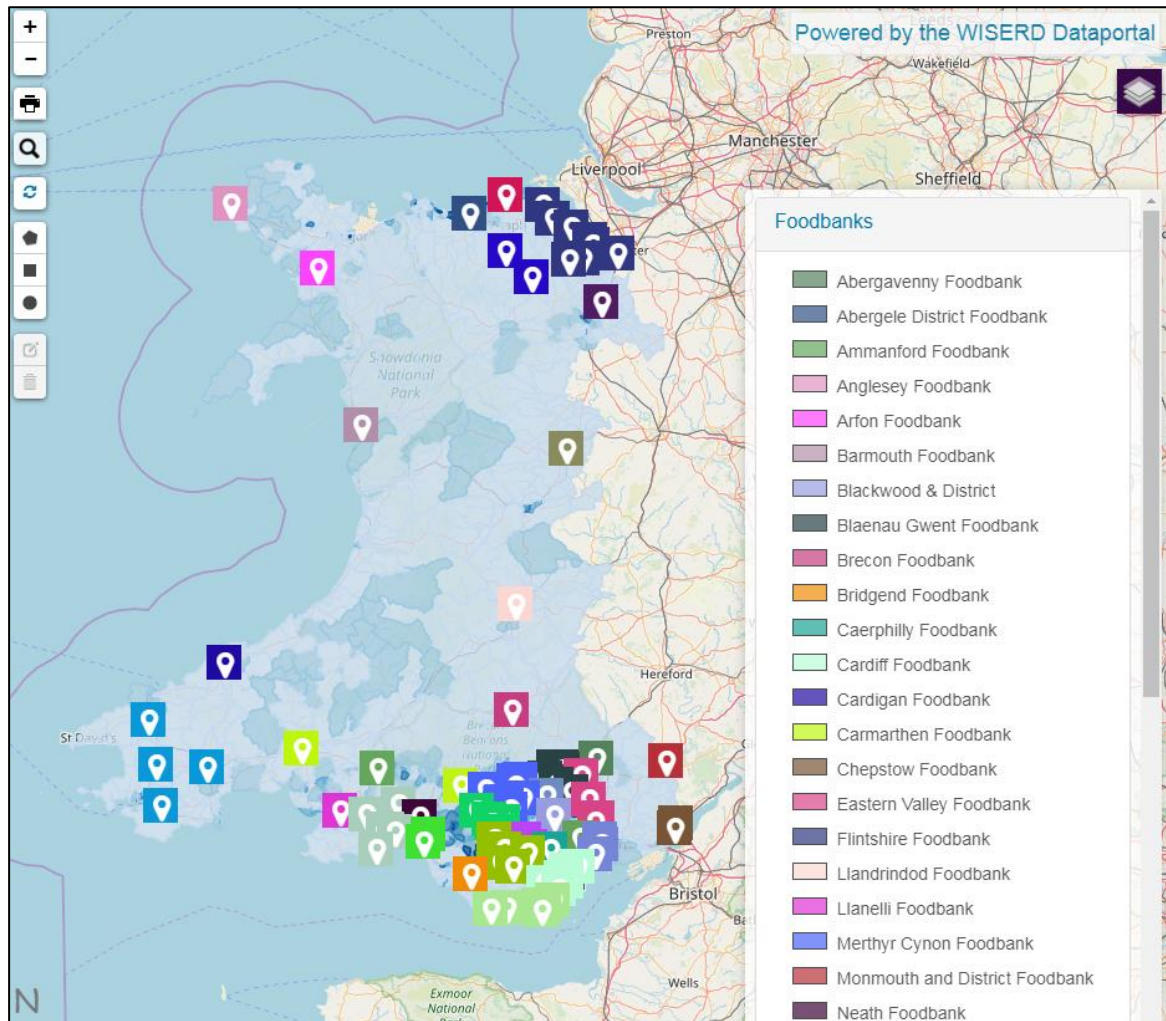 +
−
Powered by the WISERD Dataportal
Preston
Wakefield
Manchester
Liverpool
Sheffield
Snowdonia
National
Park
Hereford
St David's
National
Bristol
Wells
Exmoor
National
N
Foodbanks
Abergavenny Foodbank
Abergele District Foodbank
Ammanford Foodbank
Anglesey Foodbank
Arfon Foodbank
Barmouth Foodbank
Blackwood & District
Blaenau Gwent Foodbank
Brecon Foodbank
Bridgend Foodbank
Caerphilly Foodbank
Cardiff Foodbank
Cardigan Foodbank
Carmarthen Foodbank
Chepstow Foodbank
Eastern Valley Foodbank
Flintshire Foodbank
Llandrindod Foodbank
Llanelli Foodbank
Merthyr Cynon Foodbank
Monmouth and District Foodbank
Neath Foodbank